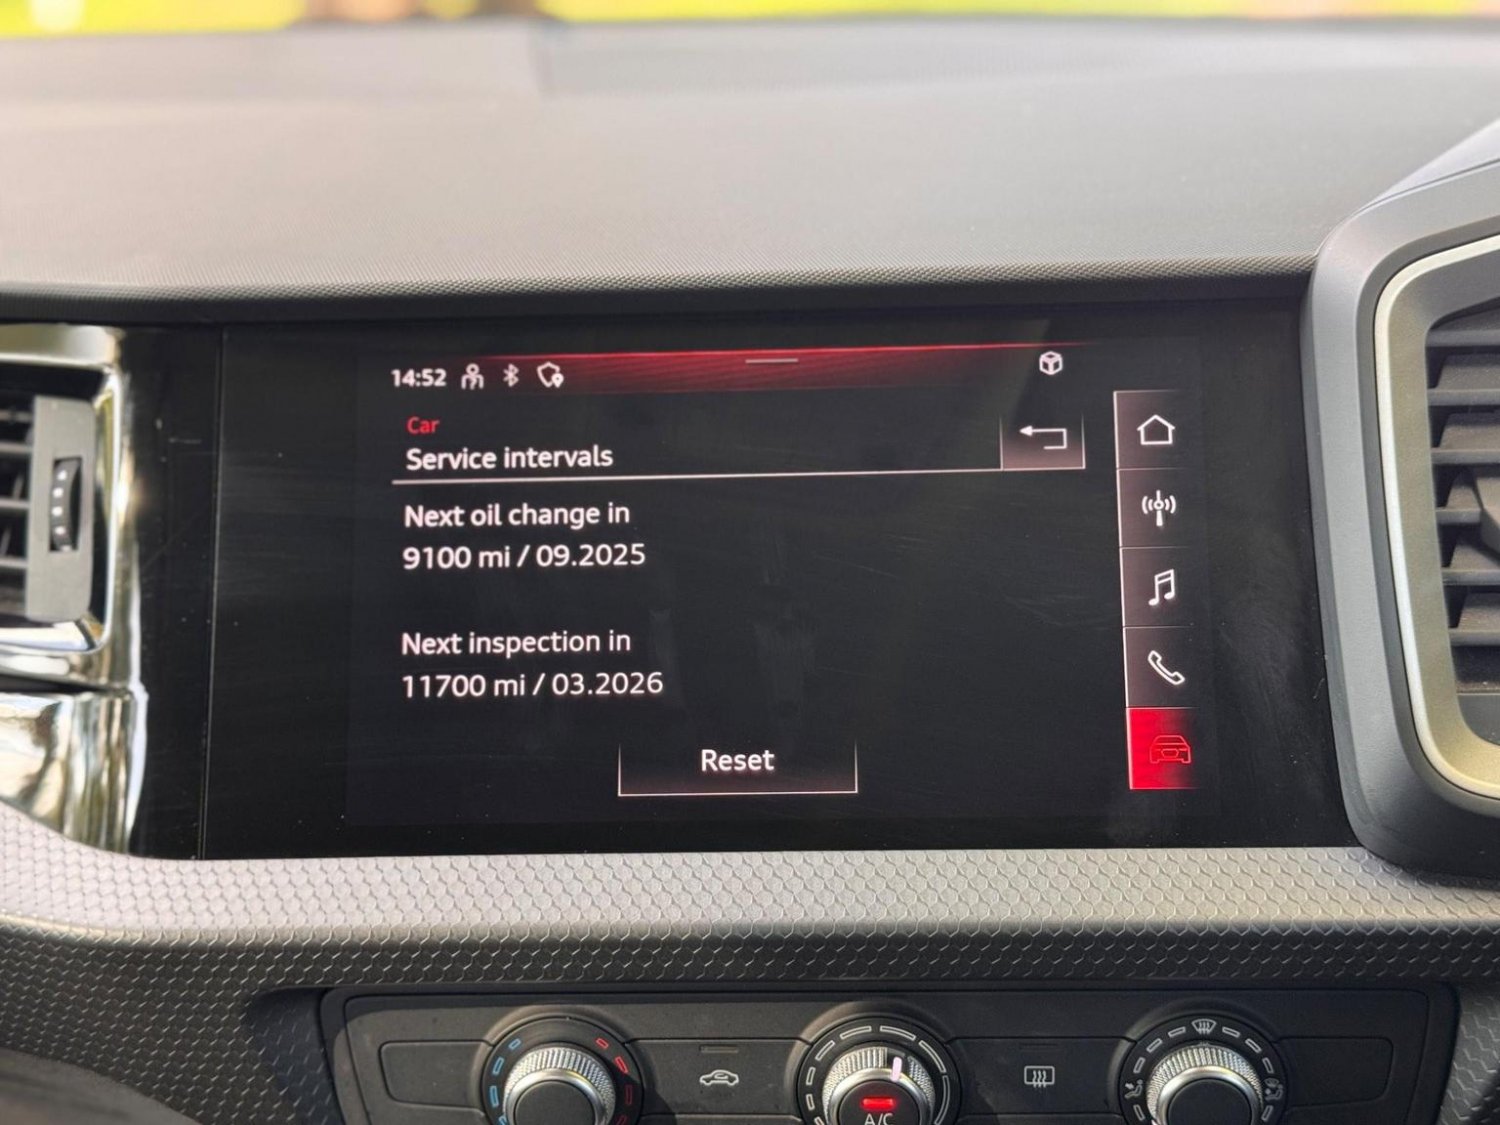 14:52
Car
Service intervals
Next oil change in
9100 mi / 09.2025
Next inspection in
11700 mi / 03.2026
Reset
A/C